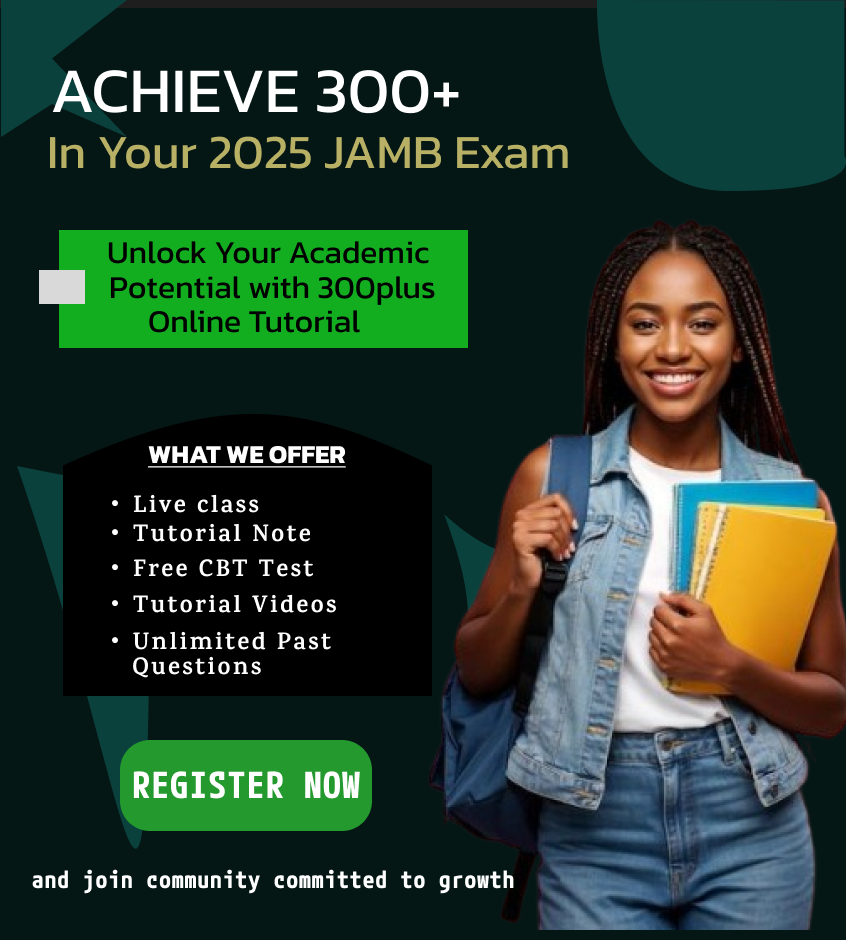 ACHIEVE 300+
In Your 2025 JAMB Exam
Unlock Your Academic
Potential with 300plus
Online Tutorial
WHAT WE OFFER
• Live class
• Tutorial Note
• Free CBT Test
• Tutorial Videos
• Unlimited Past
Questions
REGISTER NOW
and join community committed to growth